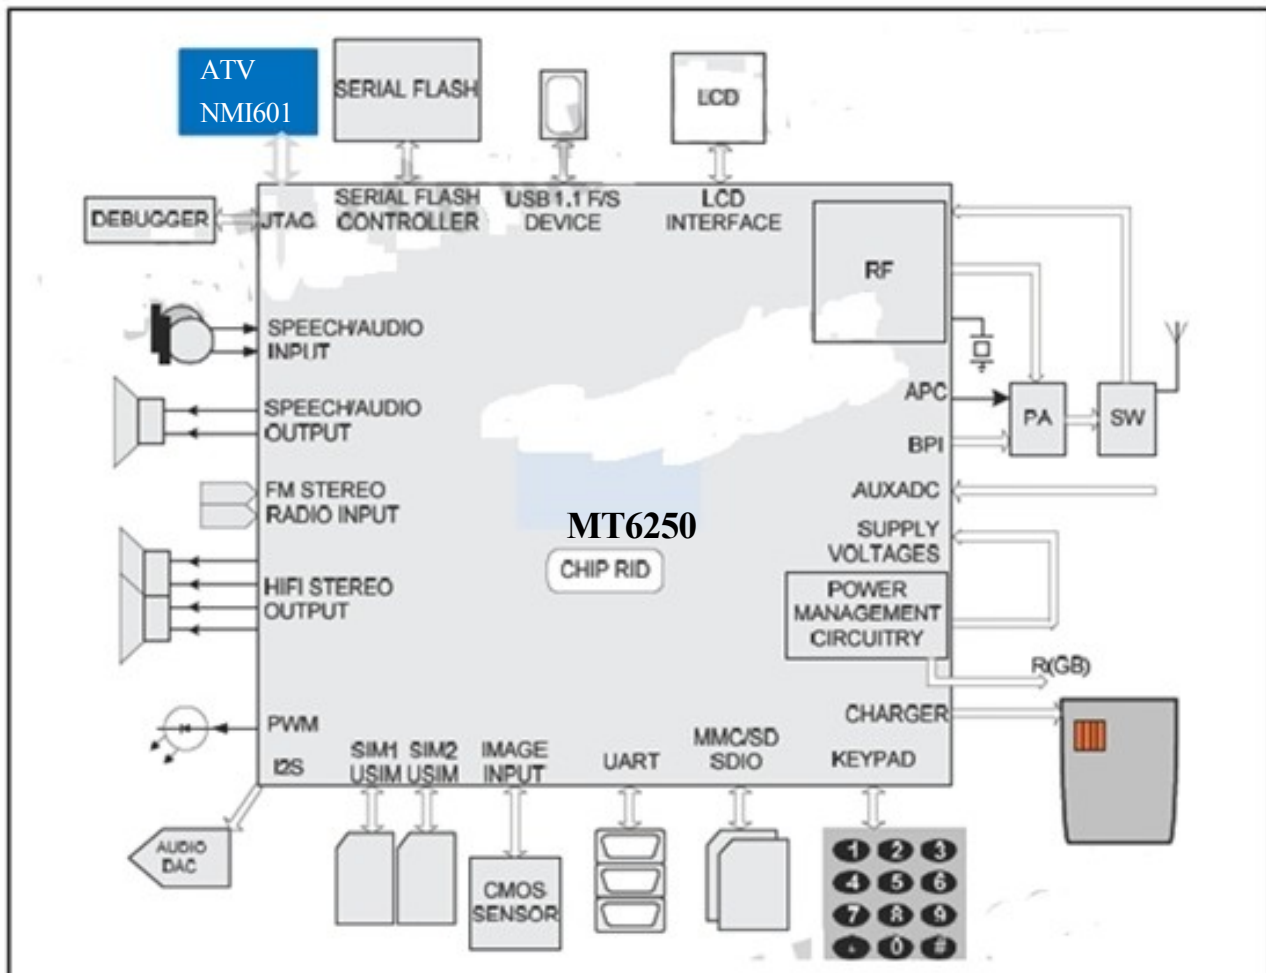 ATV
NMI601
SERIAL FLASH
LCD
DEBUGGER
JTAG
SERIAL FLASH
CONTROLLER
USB 1.1 F/S
DEVICE
LCD
INTERFACE
RF
SPEECH/AUDIO
INPUT
SPEECH/AUDIO
OUTPUT
APC
PA
SW
BPI
FM STEREO
RADIO INPUT
AUXADC
MT6250
CHIP RID
SUPPLY
VOLTAGES
HIFI STEREO
OUTPUT
POWER
MANAGEMENT
CIRCUITRY
R(GB)
PWM
CHARGER
I2S
SIM1
USIM
SIM2
USIM
IMAGE
INPUT
UART
MMC/SD
SDIO
KEYPAD
AUDIO
DAC
CMOS
SENSOR
1 2 3
4 5 6
7 8 9
0 #